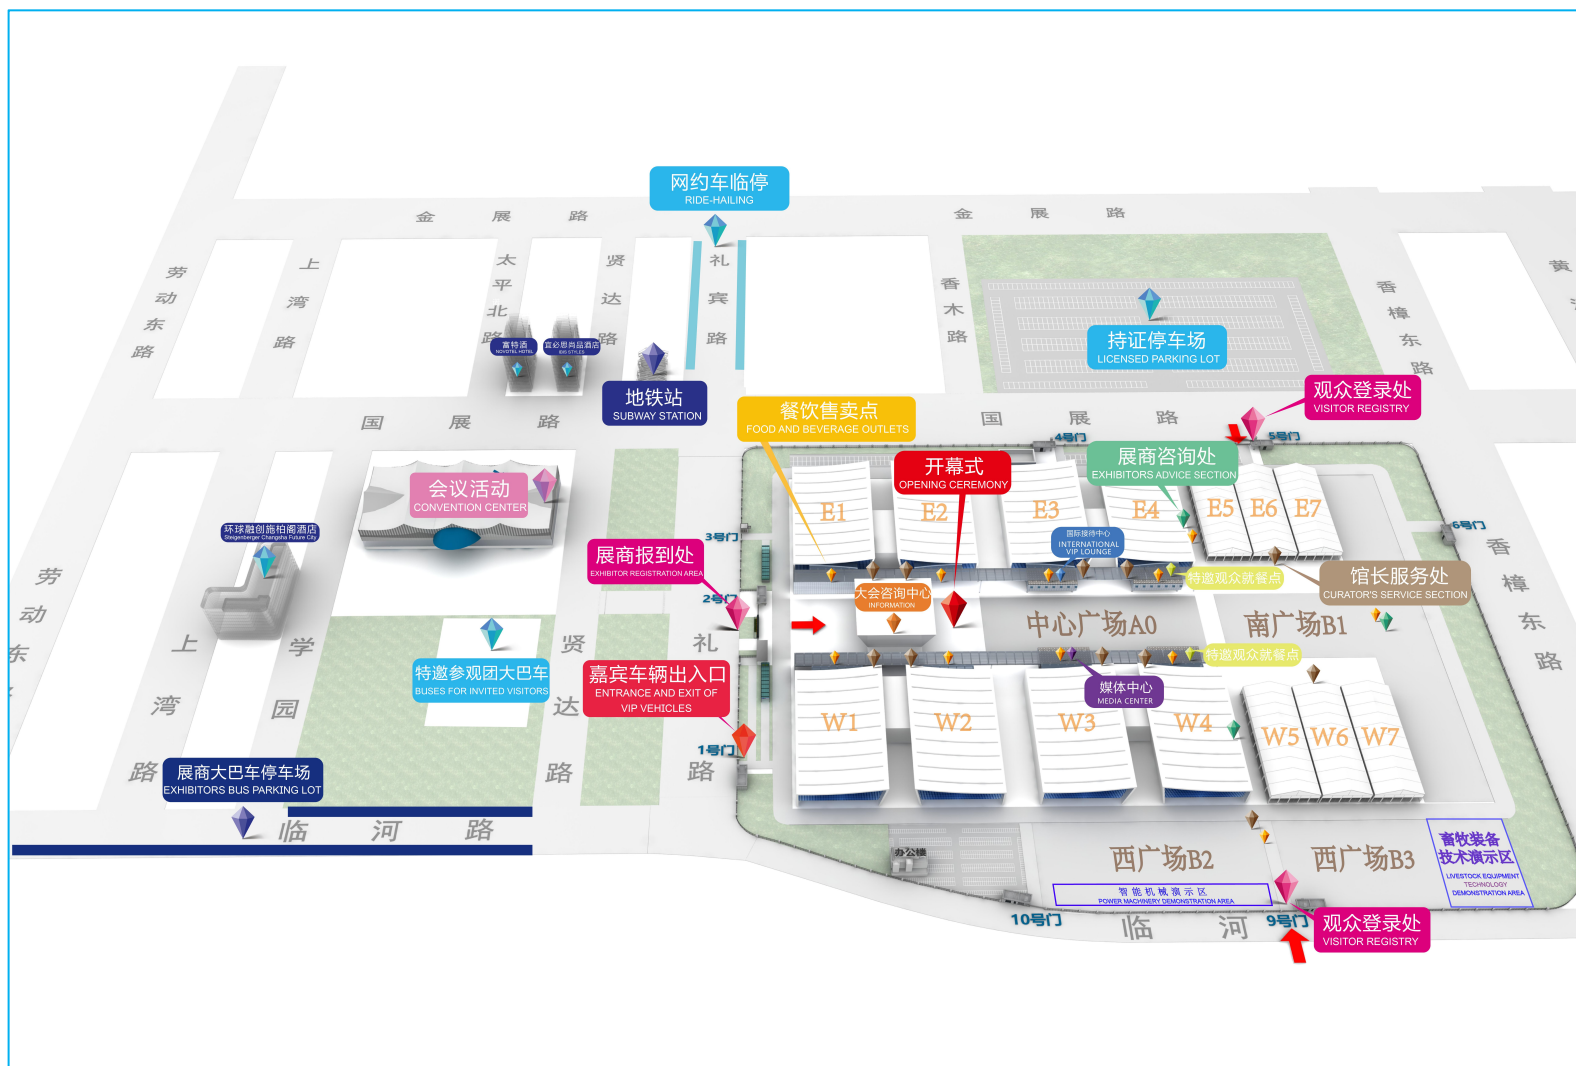 网约车临停
RIDE-HAILING
金 展 路
金 展 路
劳动东路
上湾路
太平北路
贤达路
礼宾路
香木路
香樟东路
黄
持证停车场
LICENSED PARKING LOT
富特酒
NOVOTEL HOTEL
宜必思尚品酒店
IBIS STYLES
地铁站
SUBWAY STATION
餐饮售卖点
FOOD AND BEVERAGE OUTLETS
观众登录处
VISITOR REGISTRY
国 展 路
国 展 路
4号门
5号门
开幕式
OPENING CEREMONY
展商咨询处
EXHIBITORS ADVICE SECTION
会议活动
CONVENTION CENTER
E1
E2
E3
E4
E5
E6
E7
环球融创施柏阁酒店
Steigenberger Changsha Future City
3号门
6号门
国际接待中心
INTERNATIONAL
VIP LOUNGE
展商报到处
EXHIBITOR REGISTRATION AREA
特邀观众就餐点
馆长服务处
CURATOR'S SERVICE SECTION
劳动东路
香樟东路
2号门
大会咨询中心
INFORMATION
中心广场A0
南广场B1
上湾路
学园路
贤达路
礼
路
特邀参观团大巴车
BUSES FOR INVITED VISITORS
嘉宾车辆出入口
ENTRANCE AND EXIT OF
VIP VEHICLES
特邀观众就餐点
媒体中心
MEDIA CENTER
W1
W2
W3
W4
W5
W6
W7
1号门
展商大巴车停车场
EXHIBITORS BUS PARKING LOT
临 河 路
办公楼
西广场B2
西广场B3
畜牧装备
技术演示区
LIVESTOCK EQUIPMENT
TECHNOLOGY
DEMONSTRATION AREA
智能机械演示区
POWER MACHINERY DEMONSTRATION AREA
10号门
临 河
9号门
观众登录处
VISITOR REGISTRY